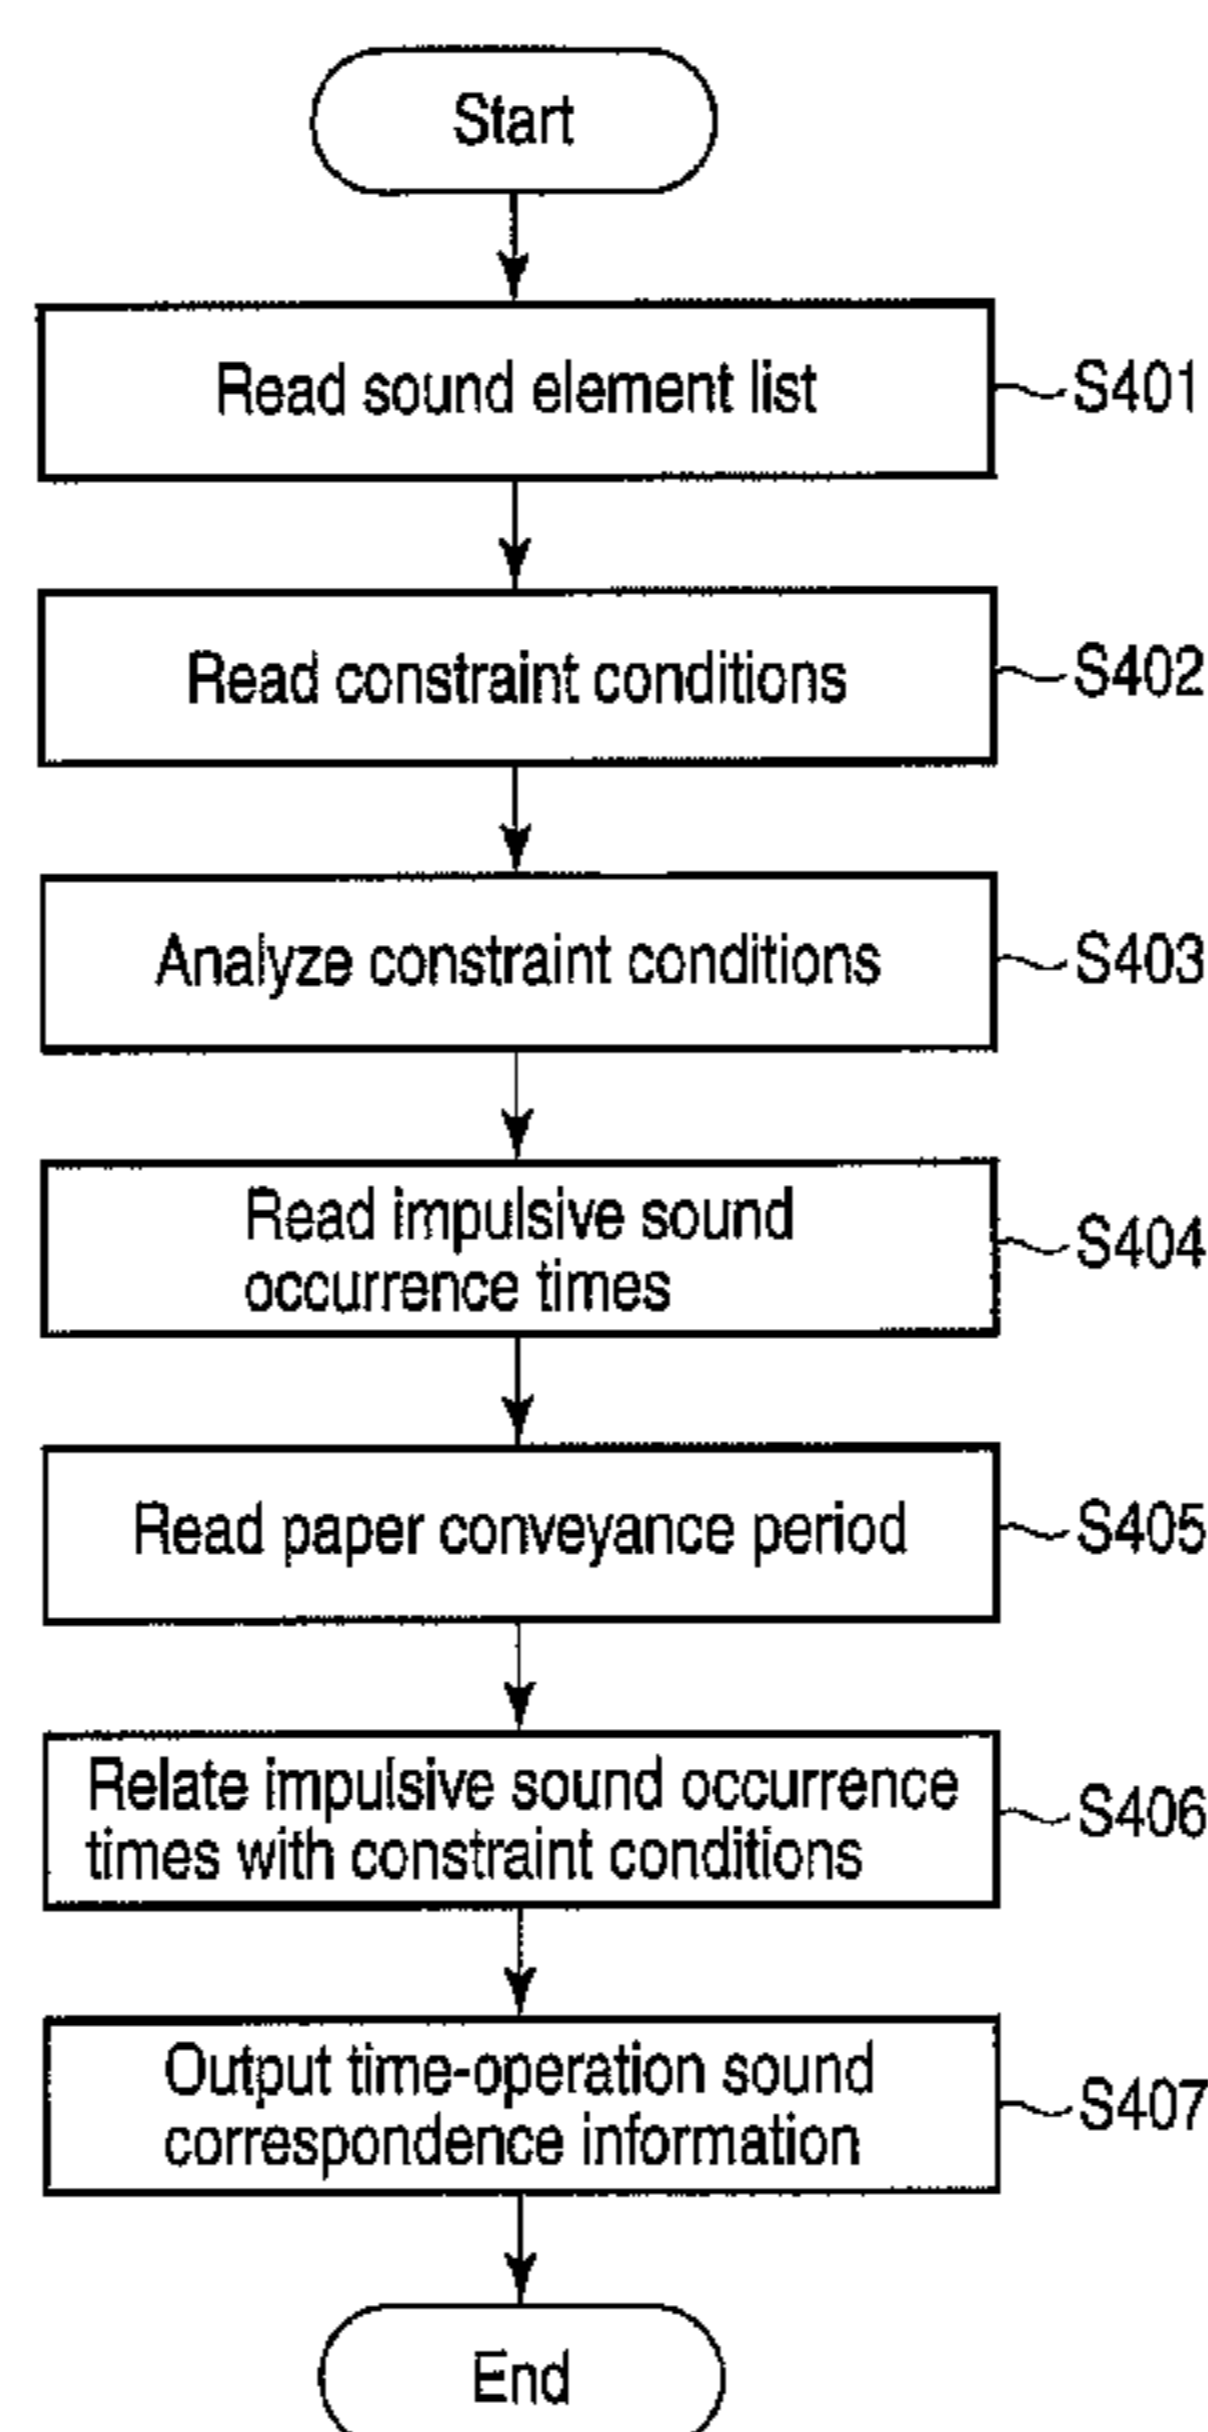 Start
Read sound element list
S401
Read constraint conditions
S402
Analyze constraint conditions
S403
Read impulsive sound
occurrence times
S404
Read paper conveyance period
S405
Relate impulsive sound occurrence
times with constraint conditions
S406
Output time-operation sound
correspondence information
S407
End